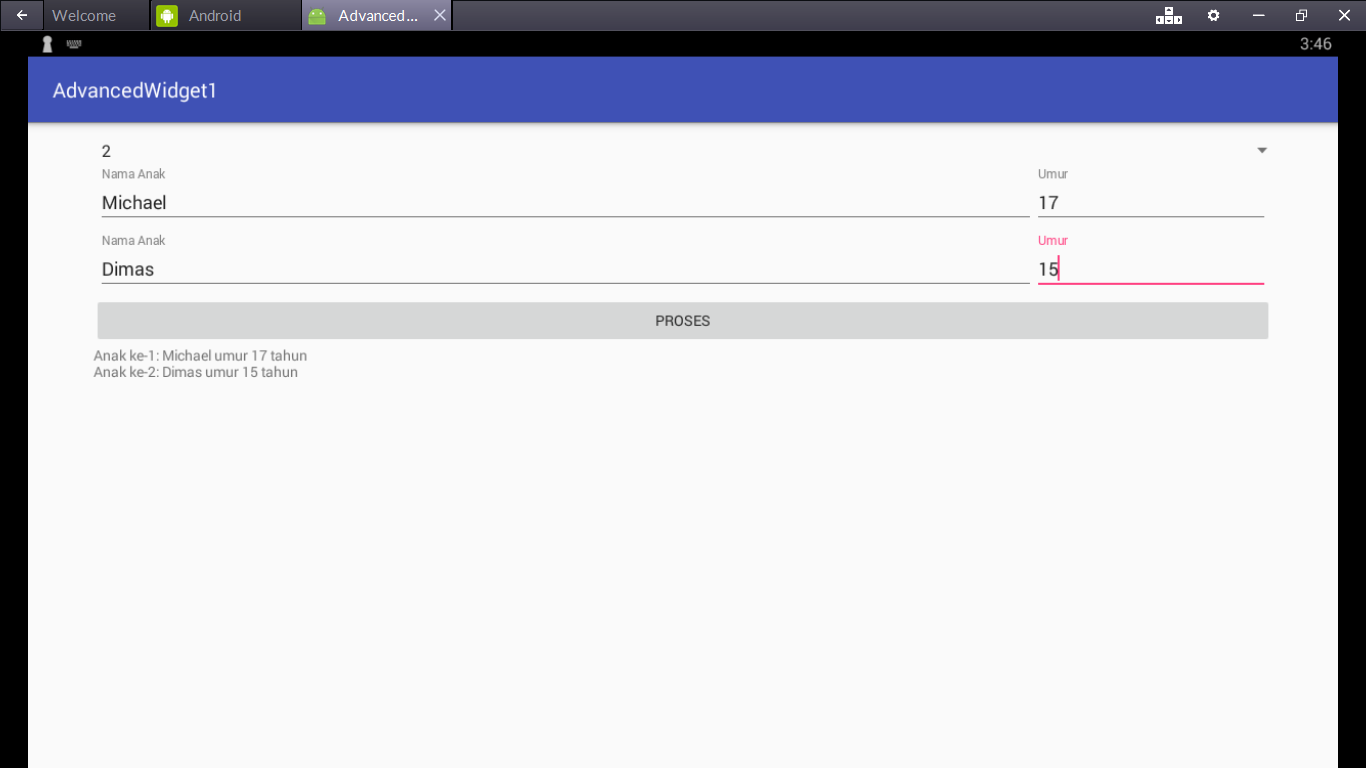 Welcome
Android
Advanced...
3:46
AdvancedWidget1
2
Nama Anak Umur
Michael 17
Nama Anak Umur
Dimas 15
PROSES
Anak ke-1: Michael umur 17 tahun
Anak ke-2: Dimas umur 15 tahun